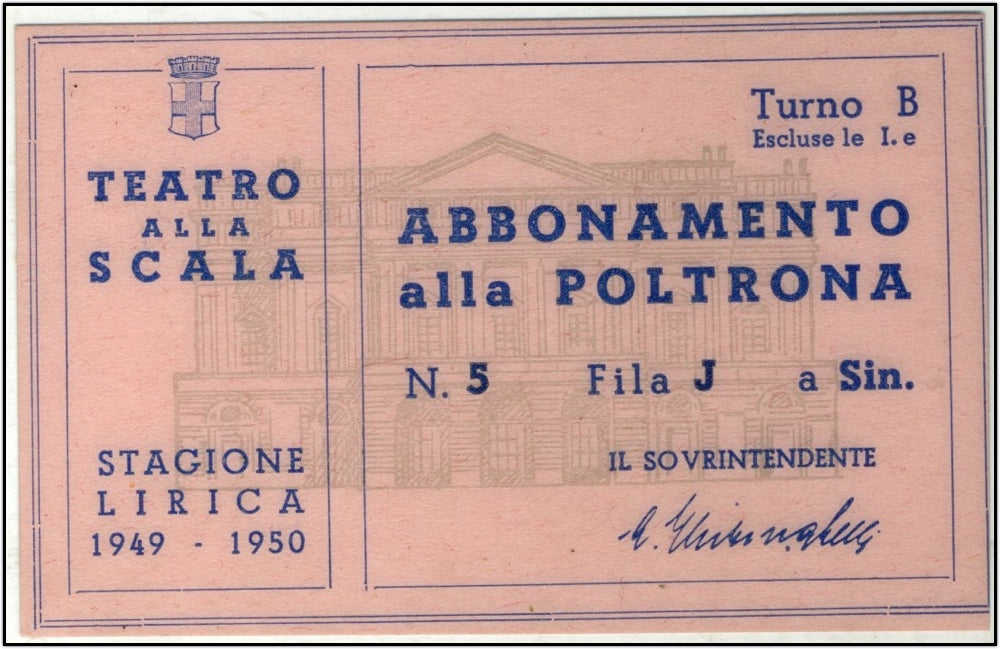 TEATRO
ALLA
SCALA
STAGIONE
LIRICA
1949 - 1950
Turno B
Escluse le I. e
ABBONAMENTO
alla POLTRONA
N. 5 Fila J a Sin.
IL SOVRINTENDENTE